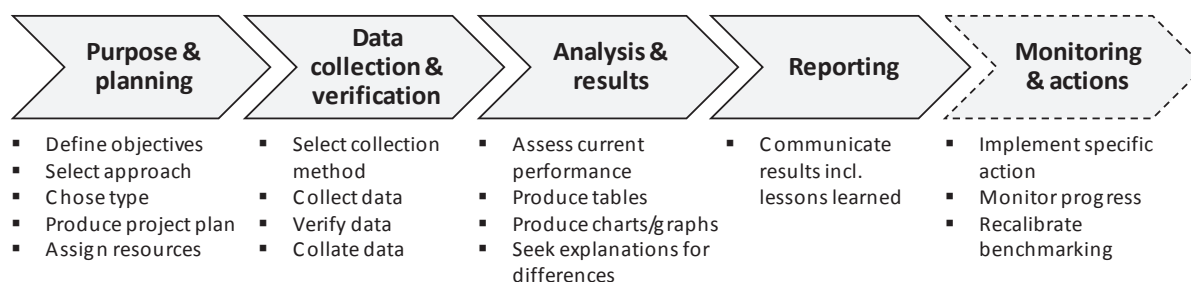 Purpose &
planning
Data
collection &
verification
Analysis &
results
Reporting
Monitoring
& actions
▪ Define objectives
▪ Select approach
▪ Chose type
▪ Produce project plan
▪ Assign resources
▪ Select collection
method
▪ Collect data
▪ Verify data
▪ Collate data
▪ Assess current
performance
▪ Produce tables
▪ Produce charts/graphs
▪ Seek explanations for
differences
▪ Communicate
results incl.
lessons learned
▪ Implement specific
action
▪ Monitor progress
▪ Recalibrate
benchmarking